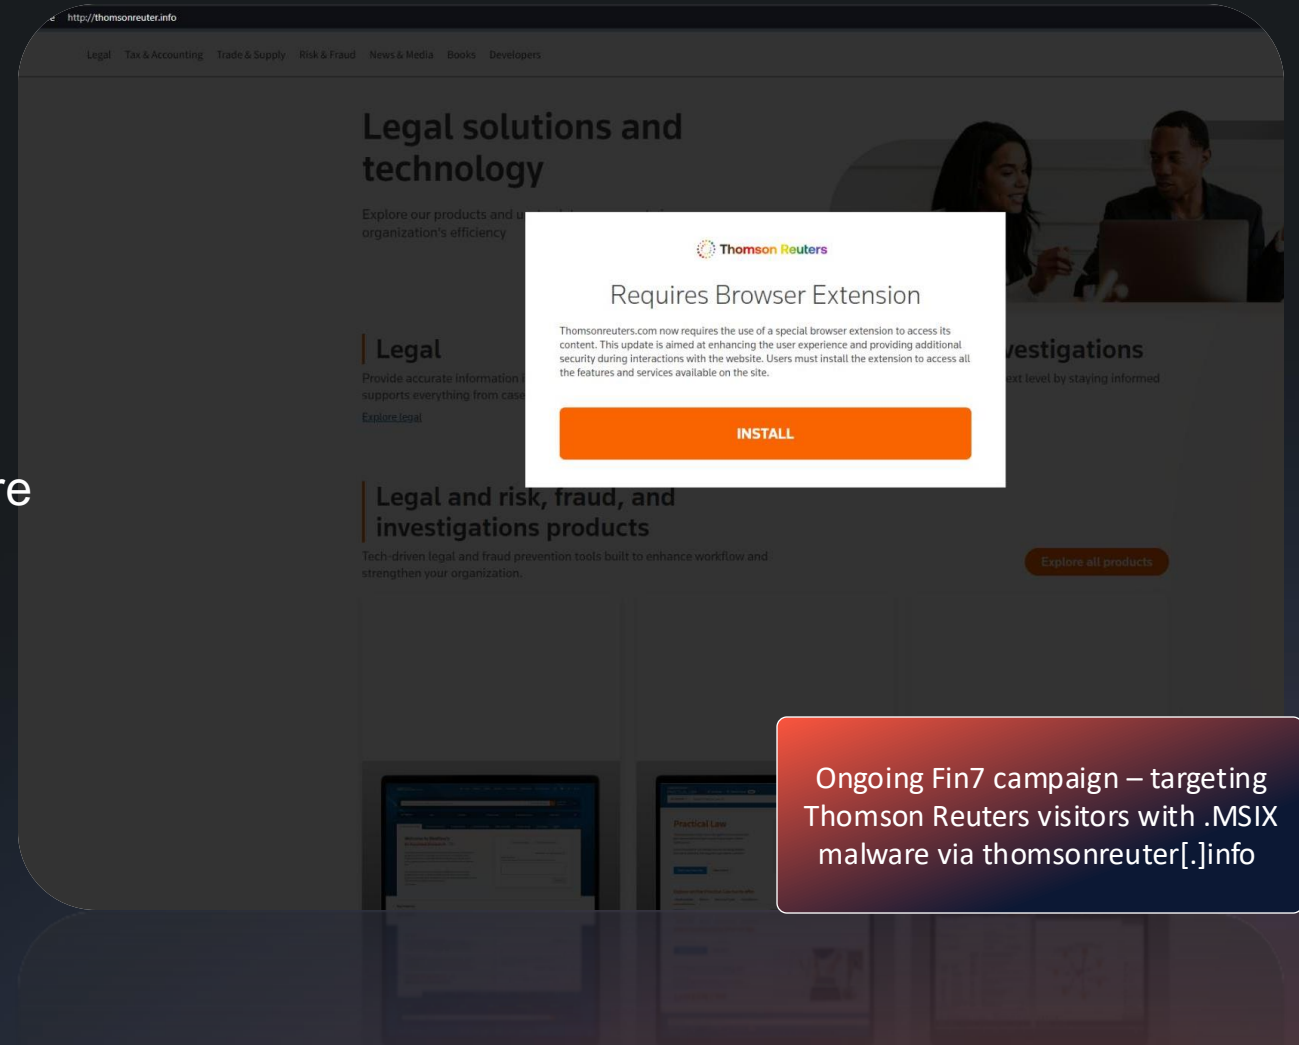 http://thomsonreuter.info
Legal Tax & Accounting Trade & Supply Risk & Fraud News & Media Books Developers
Legal solutions and
technology
Explore our products and
organization's efficiency
Thomson Reuters
Requires Browser Extension
Thomsonreuters.com now requires the use of a special browser extension to access its
content. This update is aimed at enhancing the user experience and providing additional
security during interactions with the website. Users must install the extension to access all
the features and services available on the site.
INSTALL
Legal
Provide accurate information
supports everything from case
Explore legal
vestigations
ext level by staying informed
re
Legal and risk, fraud, and
investigations products
Tech-driven legal and fraud prevention tools built to enhance workflow and
strengthen your organization.
Explore all products
Practical Law
Ongoing Fin7 campaign – targeting
Thomson Reuters visitors with .MSIX
malware via thomsonreuter[.]info